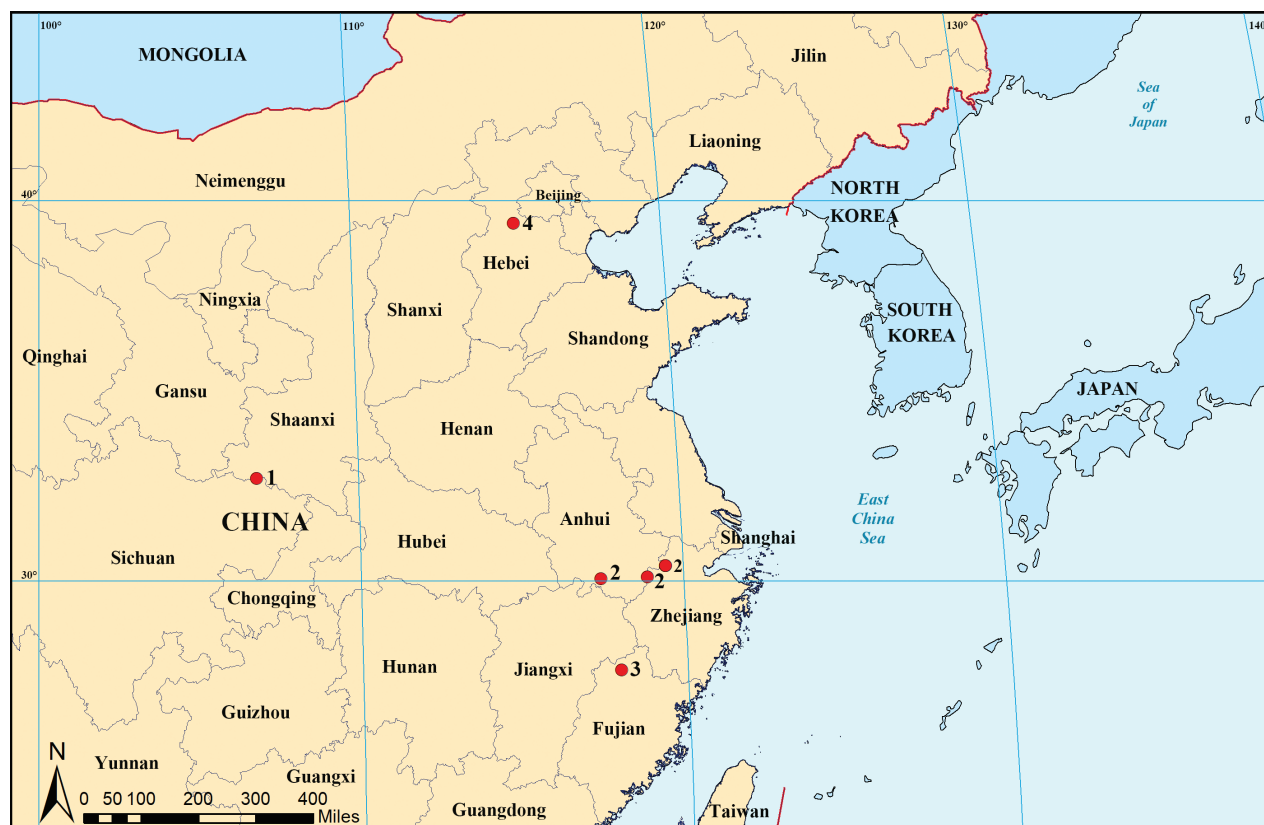 100°
110°
120°
130°
140
MONGOLIA
Jilin
Sea
of
Japan
Liaoning
Neimenggu
Beijing
NORTH
KOREA
40°
4
Hebei
Ningxia
Shanxi
SOUTH
KOREA
Shandong
Qinghai
Gansu
JAPAN
Shaanxi
Henan
1
CHINA
East
China
Sea
Anhui
Shanghai
Hubei
Sichuan
2
2
2
30°
Chongqing
Zhejiang
Hunan
Jiangxi
3
Guizhou
Fujian
N
Yunnan
Guangxi
0 50 100 200 300 400
Miles
Guangdong
Taiwan